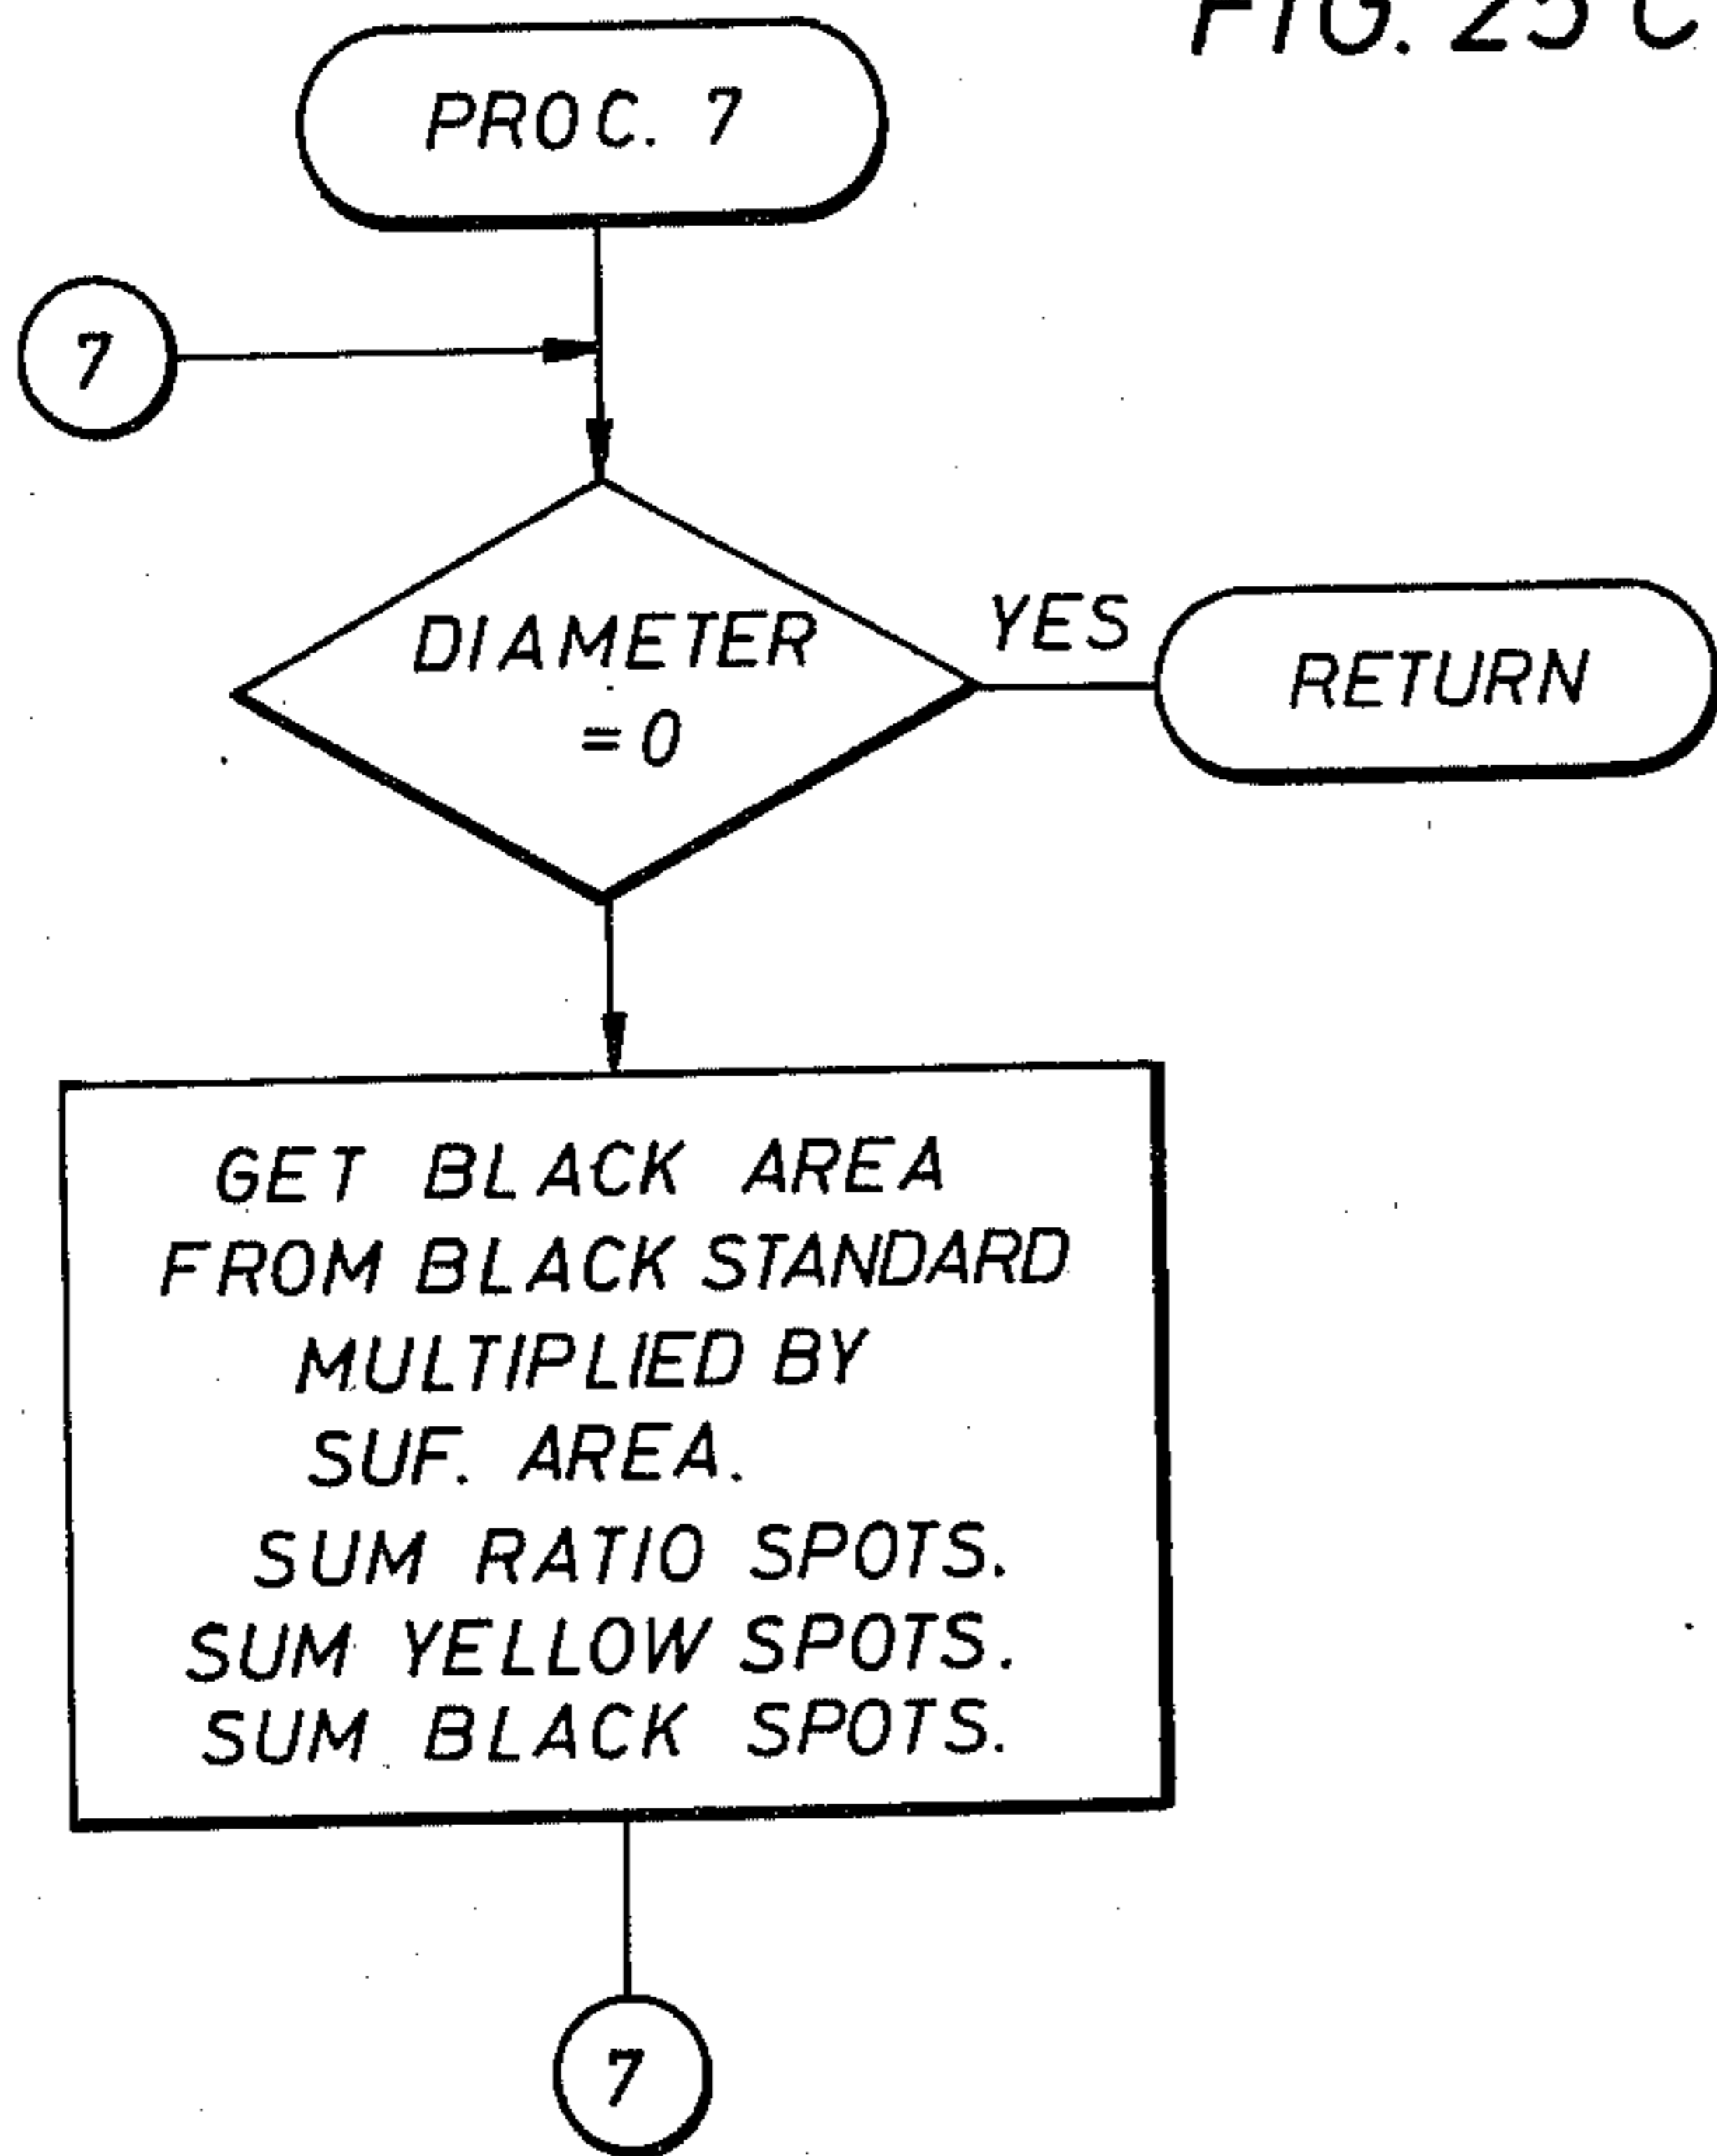 FIG. 25 C
PROC. 7
7
DIAMETER
=0
YES
RETURN
GET BLACK AREA
FROM BLACK STANDARD
MULTIPLIED BY
SUF. AREA.
SUM RATIO SPOTS.
SUM YELLOW SPOTS.
SUM BLACK SPOTS.
7